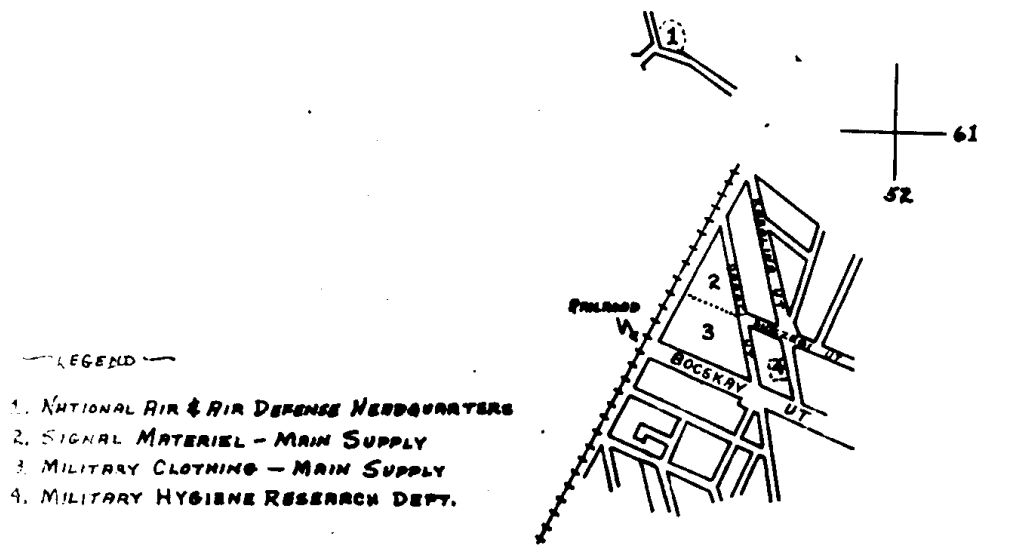 1
61
52
2
RAILROAD
3
4
BOCSKAY
UT
LEGEND
1. NATIONAL AIR & AIR DEFENSE HEADQUARTERS
2. SIGNAL MATERIEL - MAIN SUPPLY
3. MILITARY CLOTHING - MAIN SUPPLY
4. MILITARY HYGIENE RESEARCH DEPT.